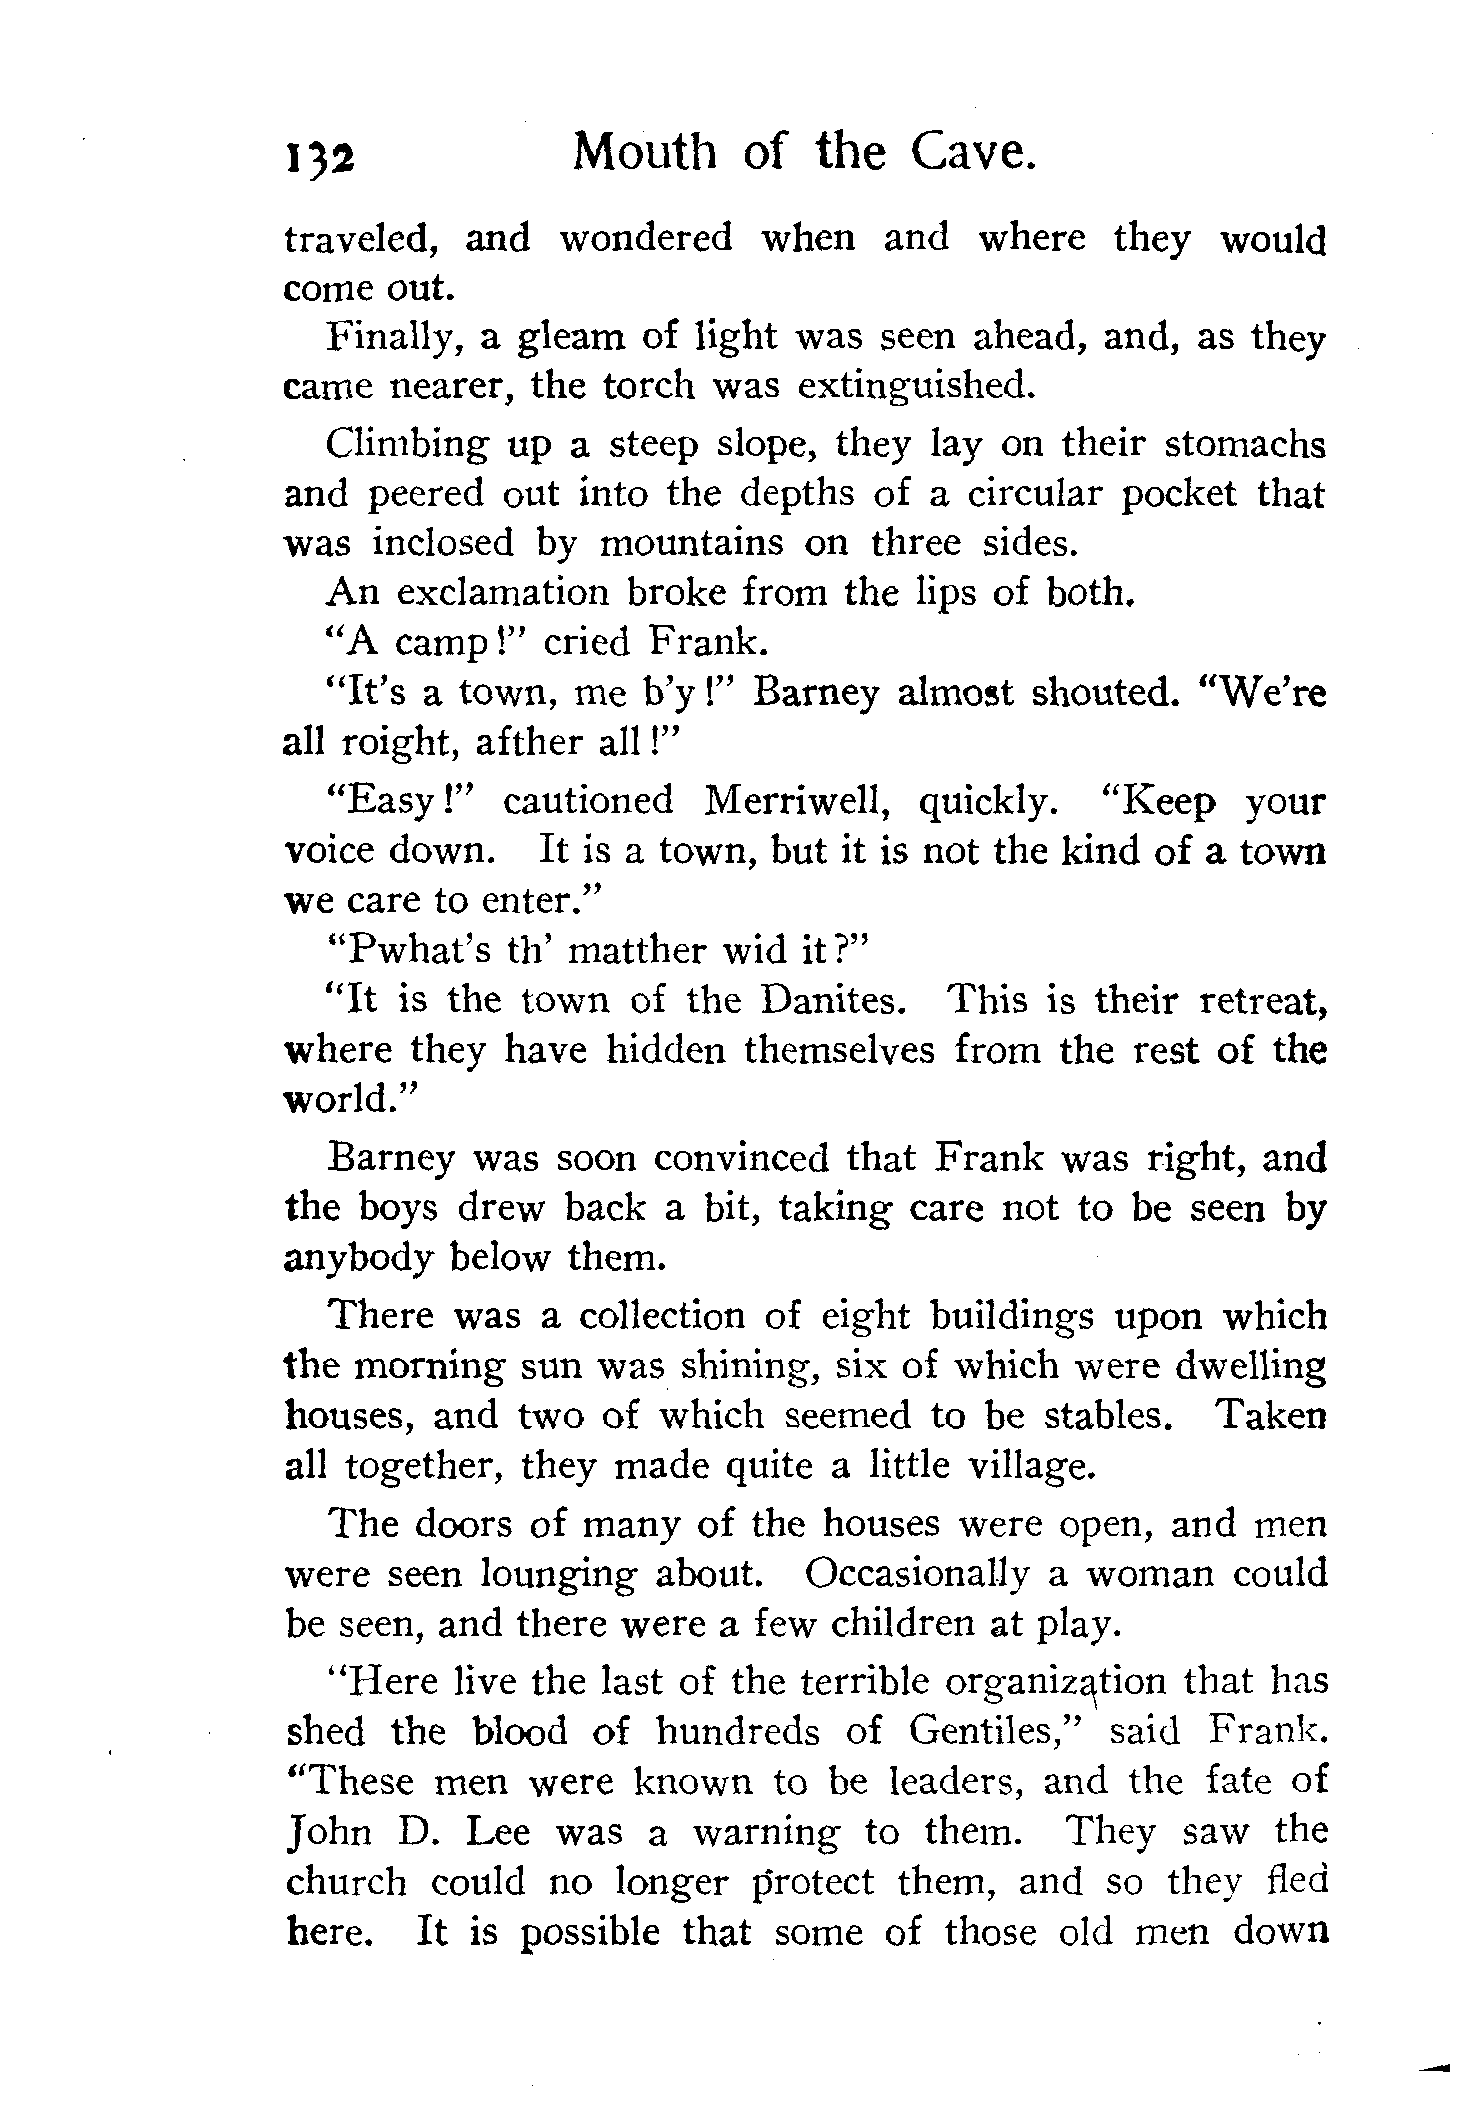 132 Mouth of the Cave.
traveled, and wondered when and where they would
come out.
Finally, a gleam of light was seen ahead, and, as they
came nearer, the torch was extinguished.
Climbing up a steep slope, they lay on their stomachs
and peered out into the depths of a circular pocket that
was inclosed by mountains on three sides.
An exclamation broke from the lips of both.
"A camp!" cried Frank.
"It's a town, me b'y!" Barney almost shouted. "We're
all roight, afther all!"
"Easy!" cautioned Merriwell, quickly. "Keep your
voice down. It is a town, but it is not the kind of a town
we care to enter."
"Pwhat's th' matther wid it?"
"It is the town of the Danites. This is their retreat,
where they have hidden themselves from the rest of the
world."
Barney was soon convinced that Frank was right, and
the boys drew back a bit, taking care not to be seen by
anybody below them.
There was a collection of eight buildings upon which
the morning sun was shining, six of which were dwelling
houses, and two of which seemed to be stables. Taken
all together, they made quite a little village.
The doors of many of the houses were open, and men
were seen lounging about. Occasionally a woman could
be seen, and there were a few children at play.
"Here live the last of the terrible organization that has
shed the blood of hundreds of Gentiles," said Frank.
"These men were known to be leaders, and the fate of
John D. Lee was a warning to them. They saw the
church could no longer protect them, and so they fled
here. It is possible that some of those old men down